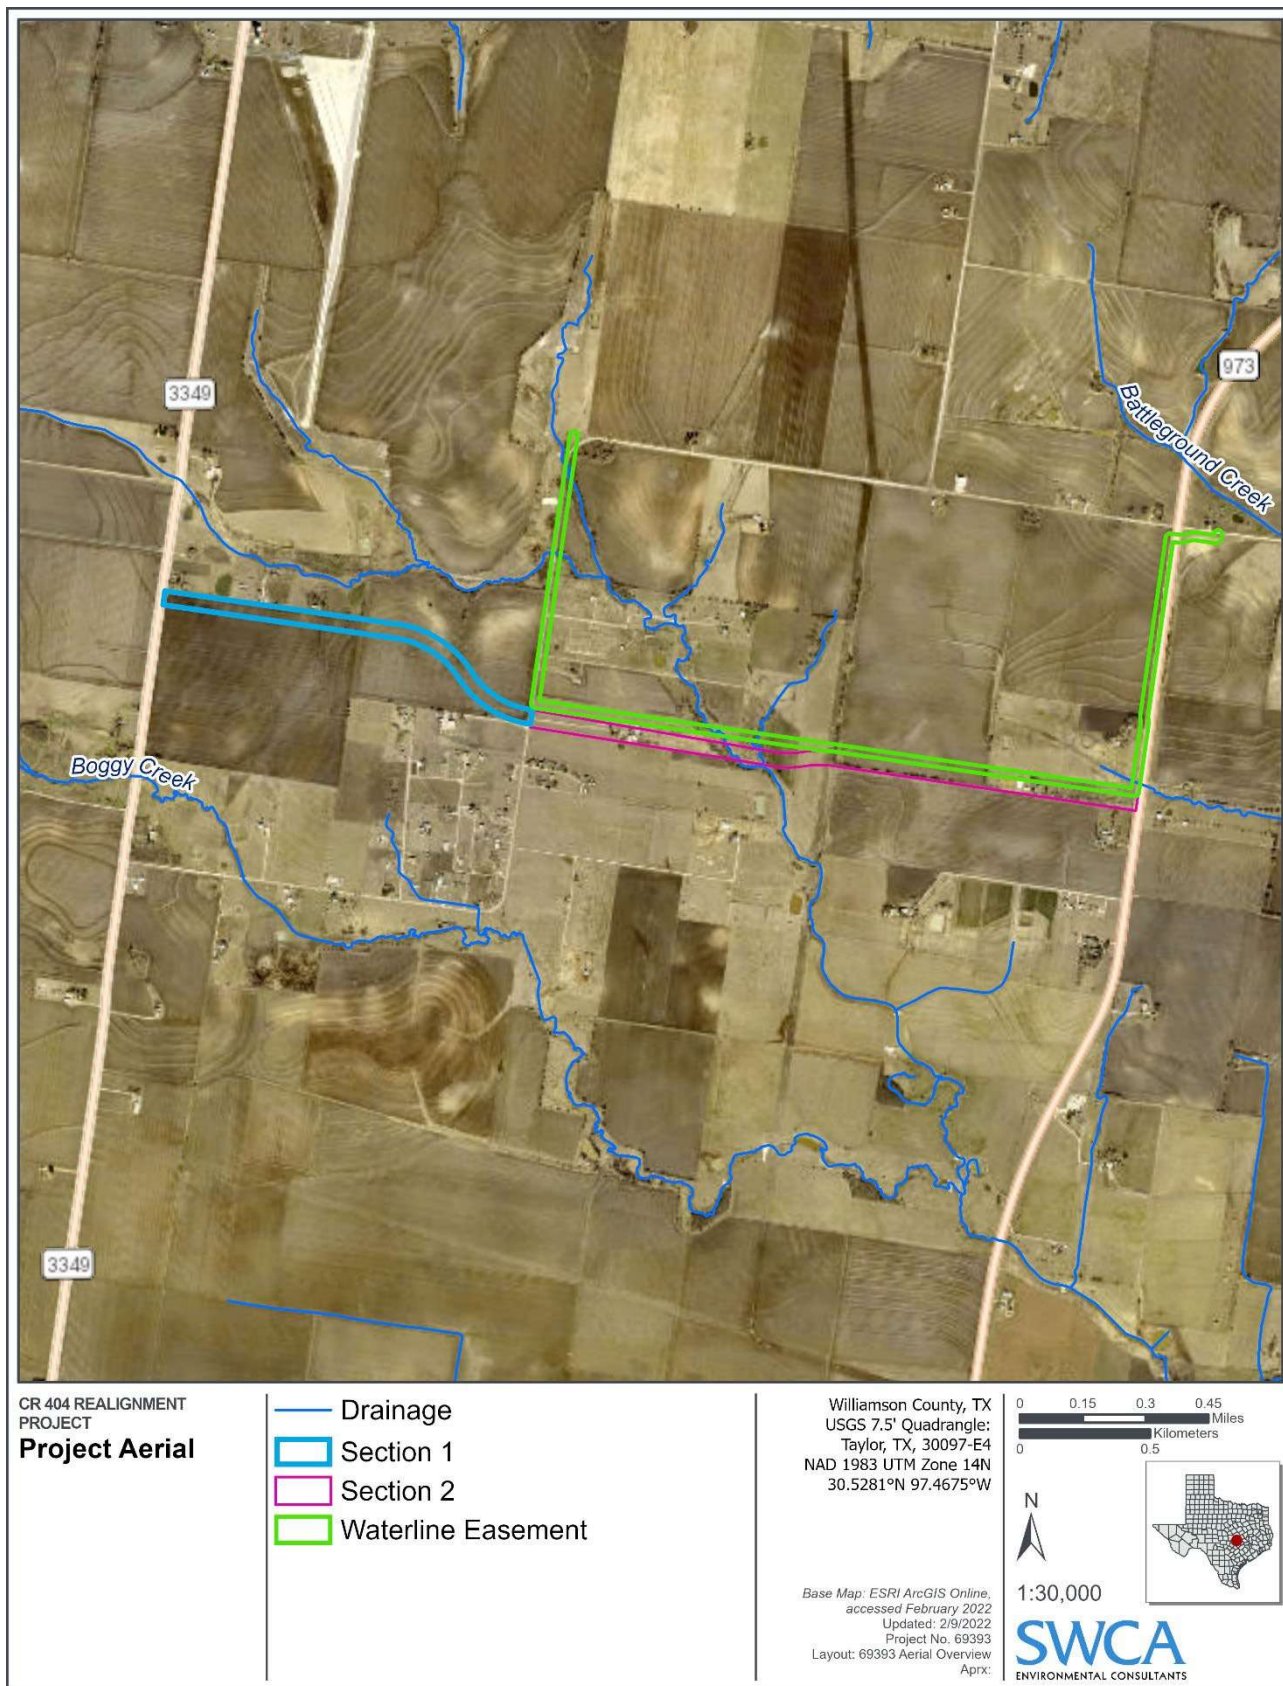 3349
973
Battleground Creek
Boggy Creek
3349
CR 404 REALIGNMENT
PROJECT
Project Aerial
Drainage
Section 1
Section 2
Waterline Easement
Williamson County, TX
USGS 7.5' Quadrangle:
Taylor, TX, 30097-E4
NAD 1983 UTM Zone 14N
30.5281°N 97.4675°W
Base Map: ESRI ArcGIS Online,
accessed February 2022
Updated: 2/9/2022
Project No. 69393
Layout: 69393 Aerial Overview
Aprx:
0 0.15 0.3 0.45
Miles
Kilometers
0 0.5
N
1:30,000
SWCA
ENVIRONMENTAL CONSULTANTS